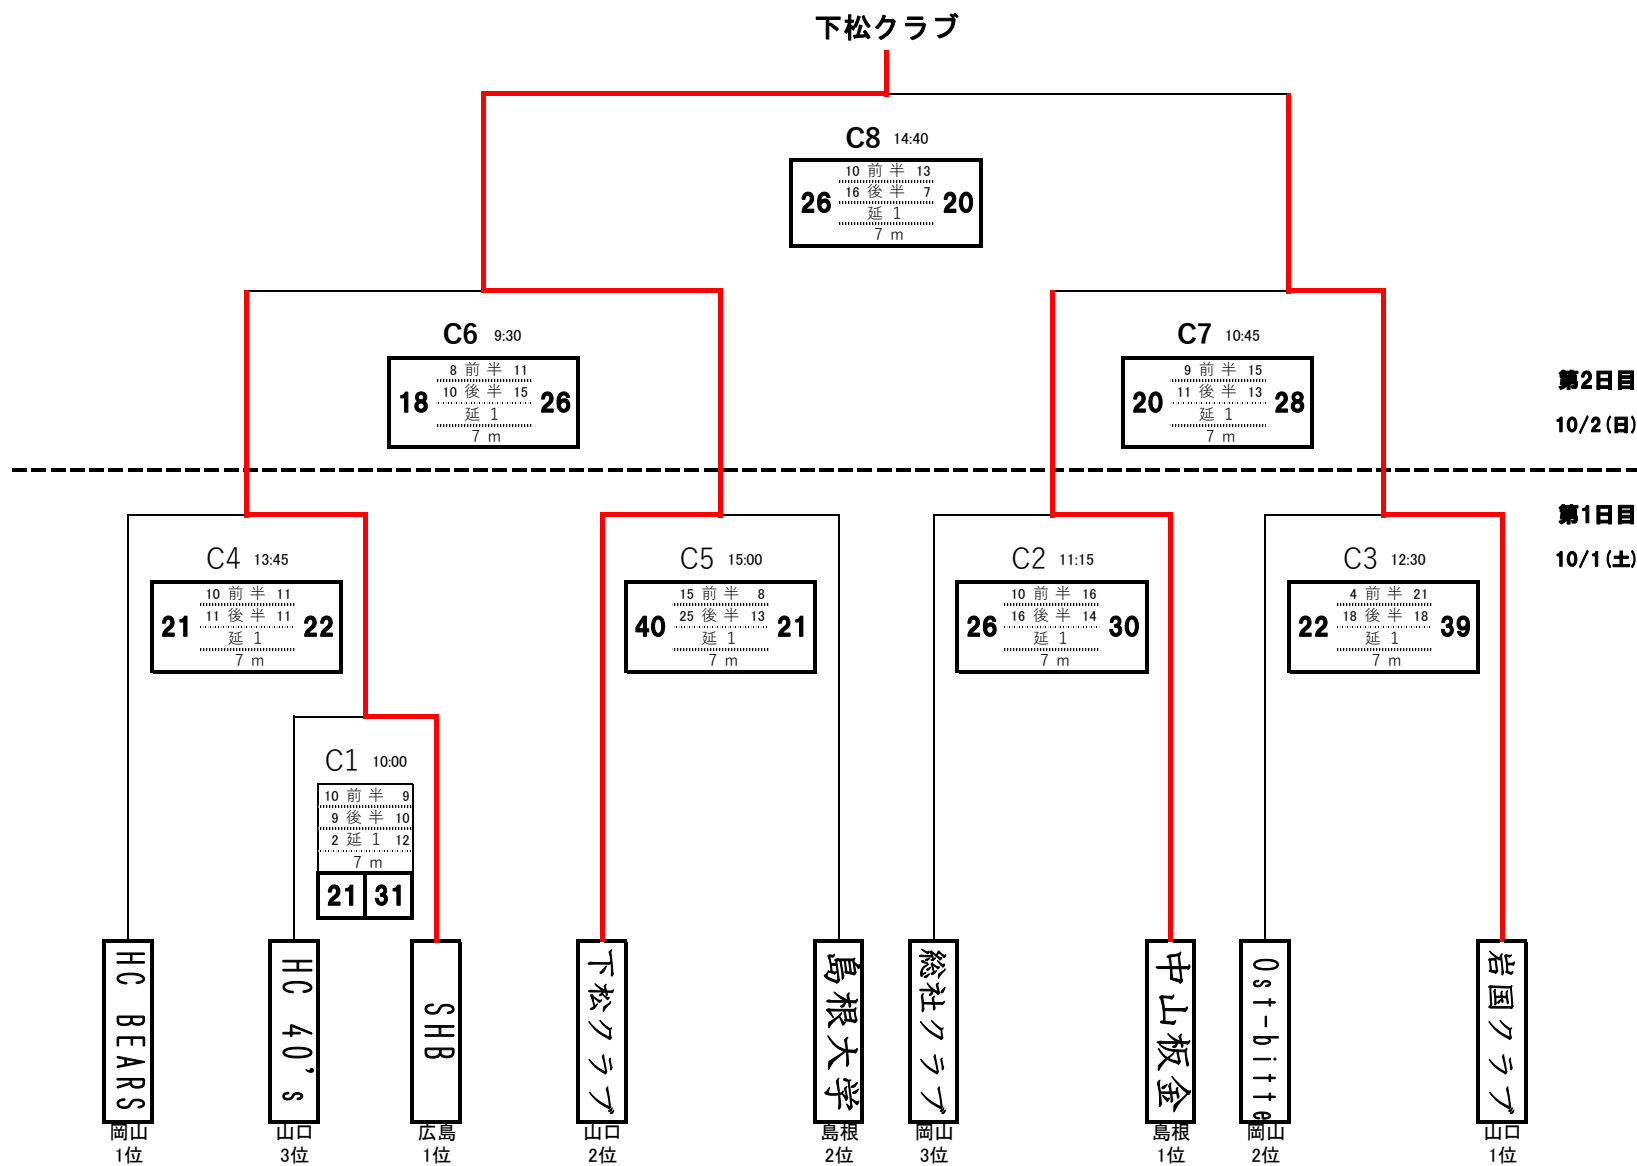 下松クラブ
C8 14:40
10 前半 13
26 16 後半 7 20
延 1
7 m
C6 9:30
8 前半 11
18 10 後半 15 26
延 1
7 m
C7 10:45
9 前半 15
20 11 後半 13 28
延 1
7 m
第2日目
10/2(日)
第1日目
10/1(土)
C4 13:45
10 前半 11
21 11 後半 11 22
延 1
7 m
C5 15:00
15 前半 8
40 25 後半 13 21
延 1
7 m
C2 11:15
10 前半 16
26 16 後半 14 30
延 1
7 m
C3 12:30
4 前半 21
22 18 後半 18 39
延 1
7 m
C1 10:00
10 前半 9
9 後半 10
2 延 1 12
7 m
21 31
HC BEARS
岡山
1位
HC 40's
山口
3位
SHB
広島
1位
下松クラブ
山口
2位
島根大学
島根
2位
総社クラブ
岡山
3位
中山板金
島根
1位
Ost-bitte
岡山
2位
岩国クラブ
山口
1位